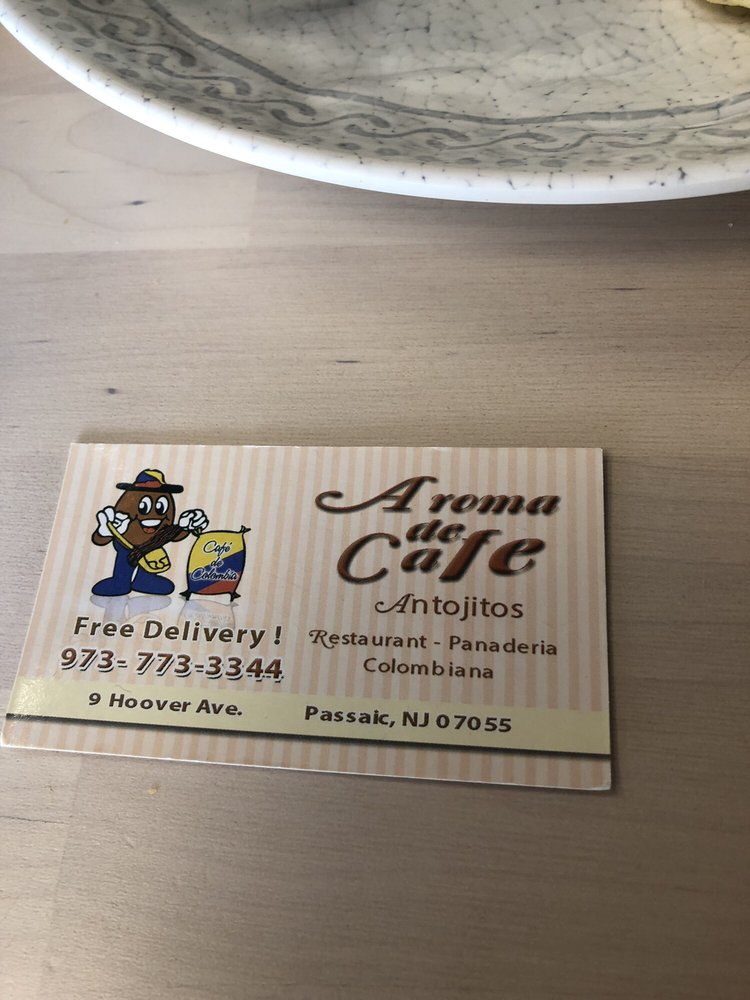 Aroma
de
Cafe
Antojitos
Restaurant - Panaderia
Colombiana
Café
de
Colombia
Free Delivery !
973- 773-3344
9 Hoover Ave. Passaic, NJ 07055